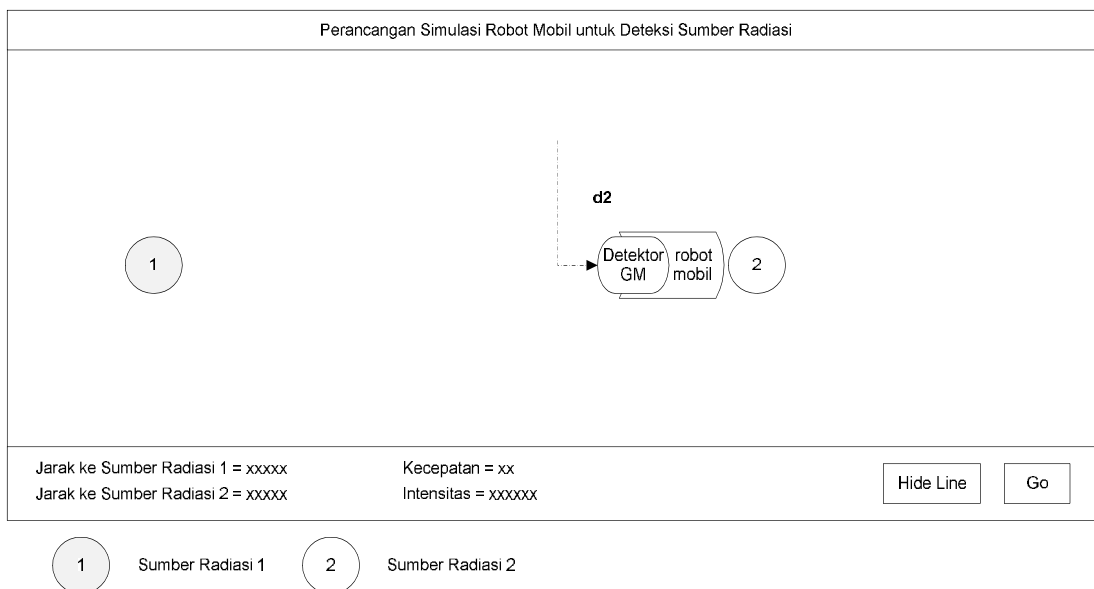 Perancangan Simulasi Robot Mobil untuk Deteksi Sumber Radiasi
d2
1
Detektor
GM
robot
mobil
2
Jarak ke Sumber Radiasi 1 = xxxxx
Jarak ke Sumber Radiasi 2 = xxxxx
Kecepatan = xx
Intensitas = xxxxxx
Hide Line
Go
1
Sumber Radiasi 1
2
Sumber Radiasi 2